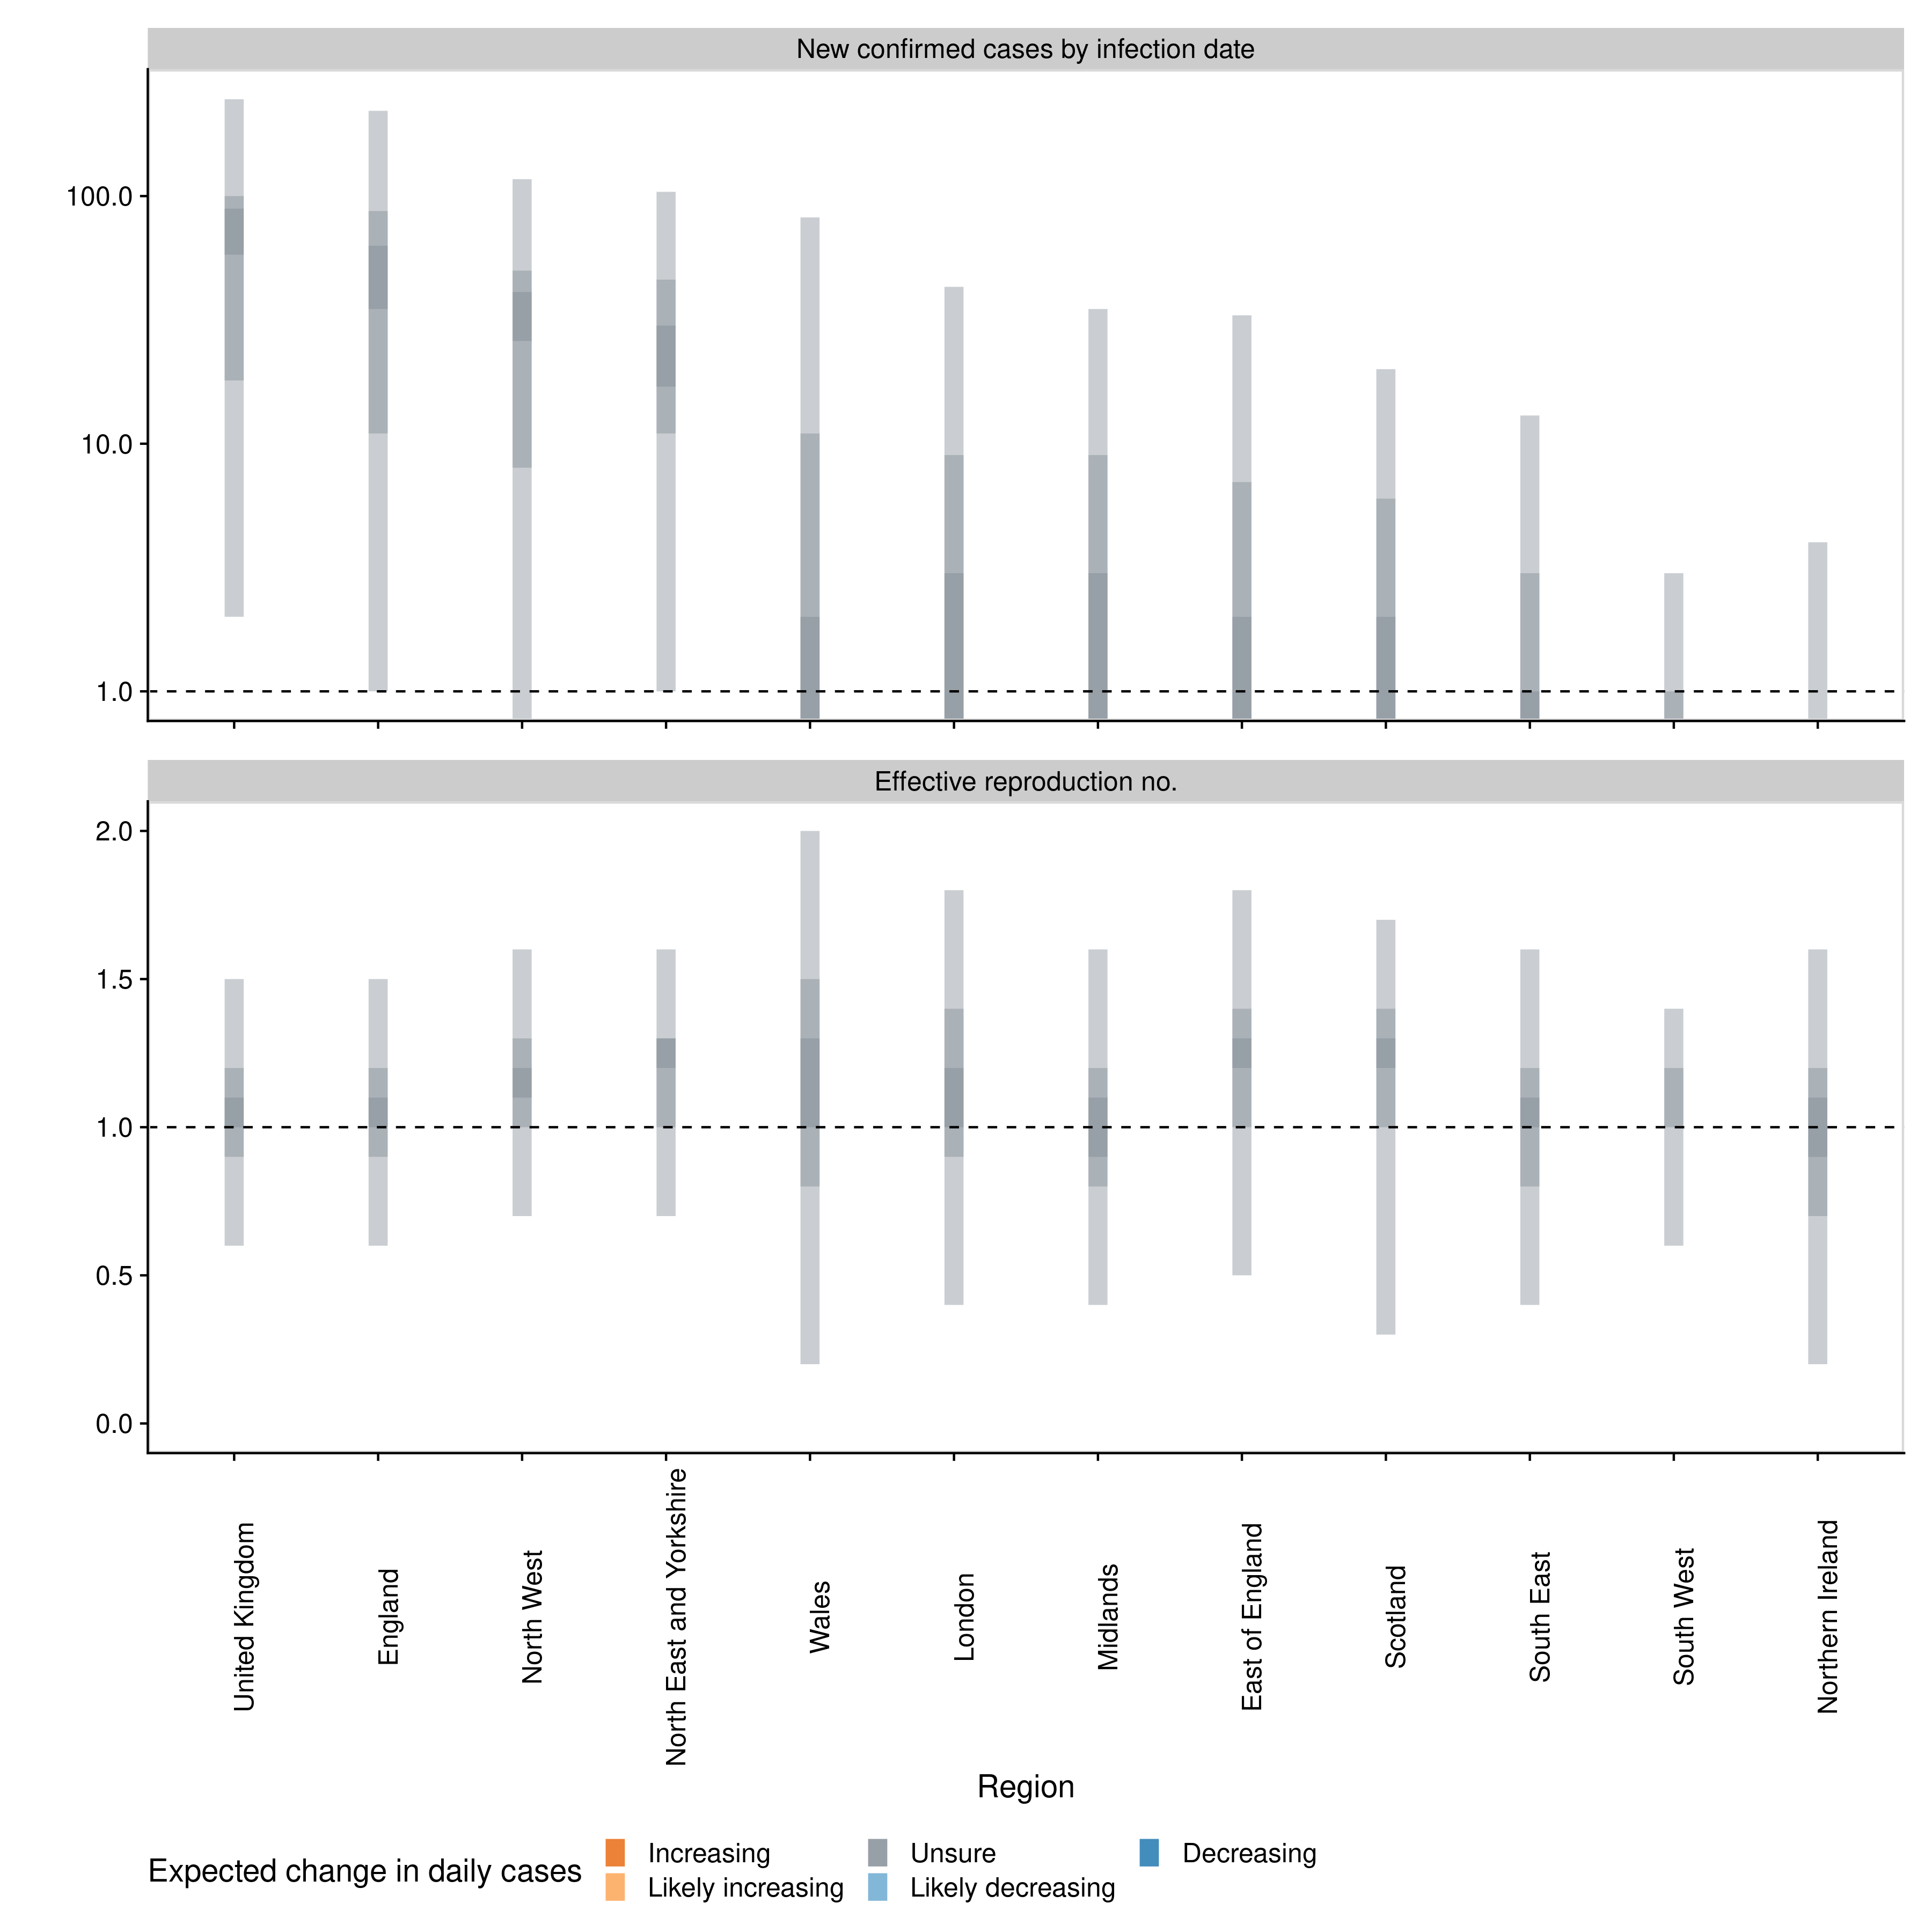 New confirmed cases by infection date
100.0
10.0
1.0
Effective reproduction no.
2.0
1.5
1.0
0.5
0.0
United Kingdom
England
North West
North East and Yorkshire
Wales
London
Midlands
East of England
Scotland
South East
South West
Northern Ireland
Region
Expected change in daily cases
Increasing
Likely increasing
Unsure
Likely decreasing
Decreasing